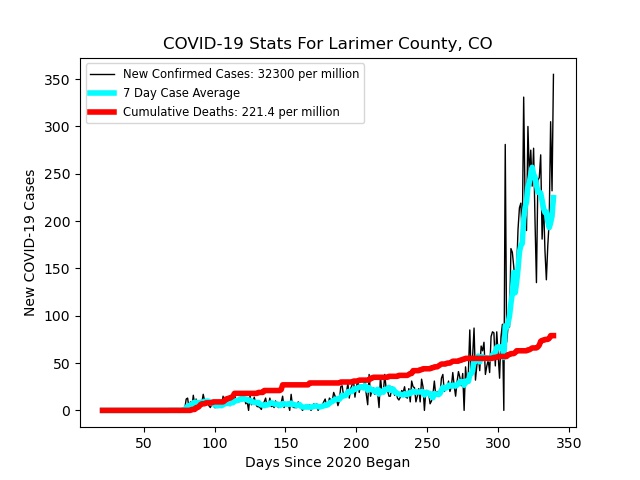 COVID-19 Stats For Larimer County, CO
New Confirmed Cases: 32300 per million
7 Day Case Average
Cumulative Deaths: 221.4 per million
New COVID-19 Cases
350
300
250
200
150
100
50
0
50
100
150
200
250
300
350
Days Since 2020 Began